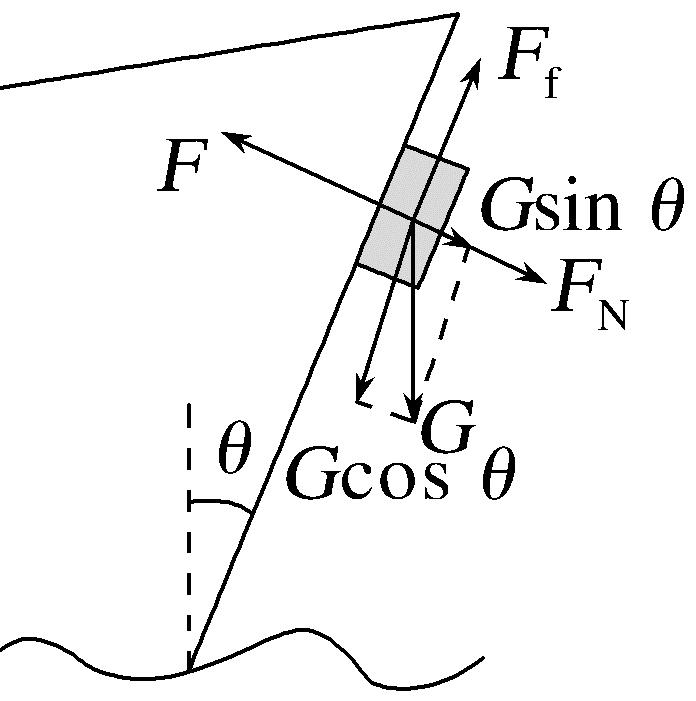 F_f
F
Gsin θ
F_N
G
θ
Gcos θ